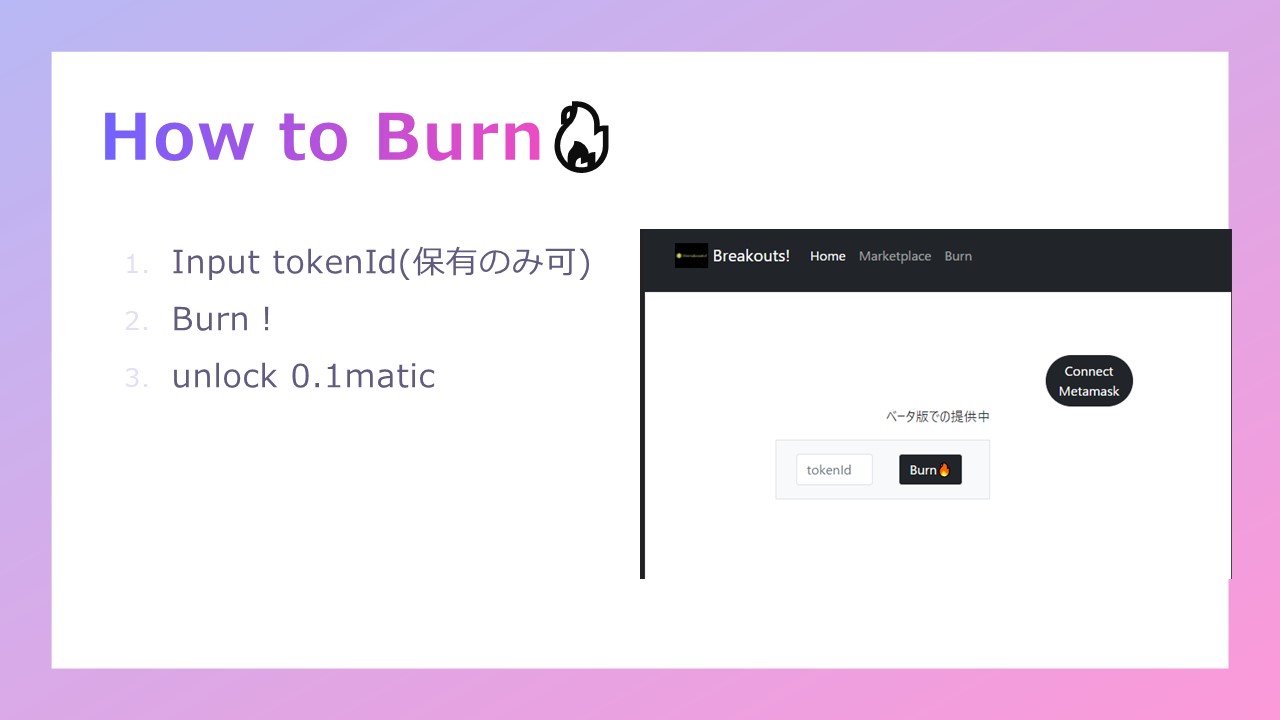 How to Burn🔥
1. Input tokenId(保有のみ可)
2. Burn !
3. unlock 0.1matic
Breakouts! Home Marketplace Burn
Connect
Metamask
ベータ版での提供中
tokenId Burn🔥